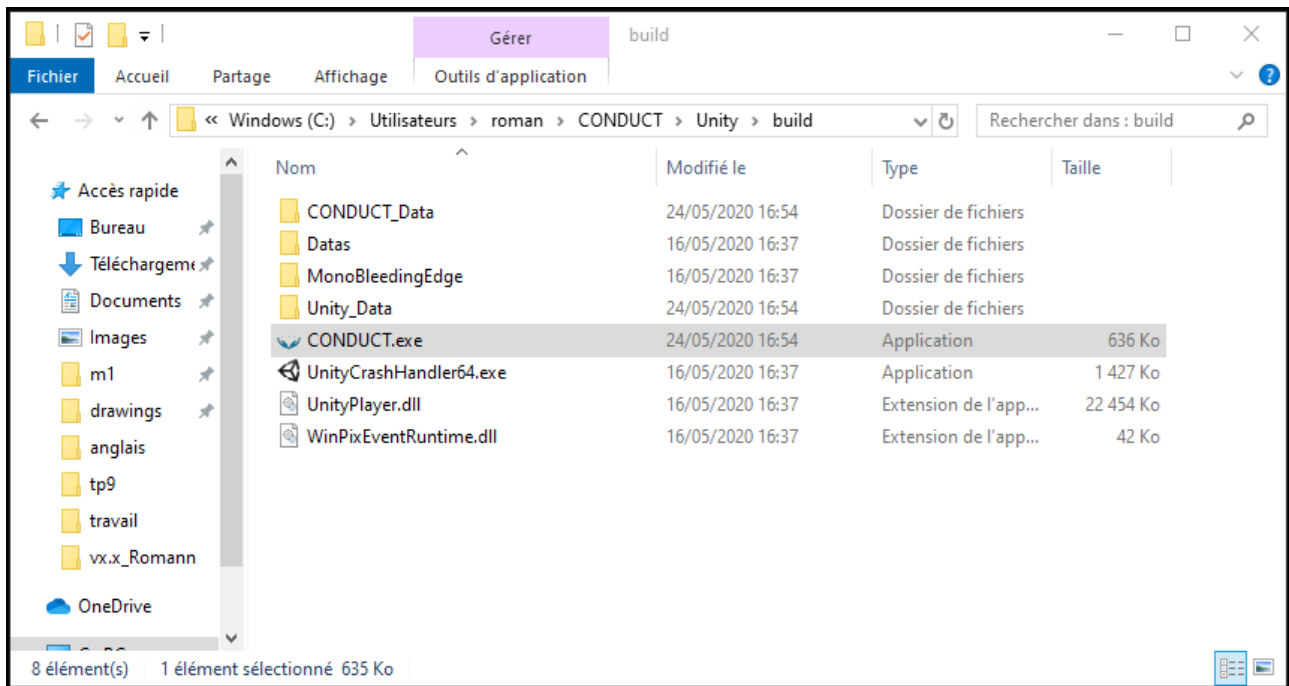 Gérer build
Fichier Accueil Partage Affichage Outils d'application
« Windows (C:) > Utilisateurs > roman > CONDUCT > Unity > build Rechercher dans : build
Nom Modifié le Type Taille
Accès rapide
Bureau
Téléchargeme
Documents
Images
m1
drawings
anglais
tp9
travail
vx.x_Romann
OneDrive
CONDUCT_Data 24/05/2020 16:54 Dossier de fichiers
Datas 16/05/2020 16:37 Dossier de fichiers
MonoBleedingEdge 16/05/2020 16:37 Dossier de fichiers
Unity_Data 24/05/2020 16:54 Dossier de fichiers
CONDUCT.exe 24/05/2020 16:54 Application 636 Ko
UnityCrashHandler64.exe 16/05/2020 16:37 Application 1 427 Ko
UnityPlayer.dll 16/05/2020 16:37 Extension de l'app... 22 454 Ko
WinPixEventRuntime.dll 16/05/2020 16:37 Extension de l'app... 42 Ko
8 élément(s) 1 élément sélectionné 635 Ko